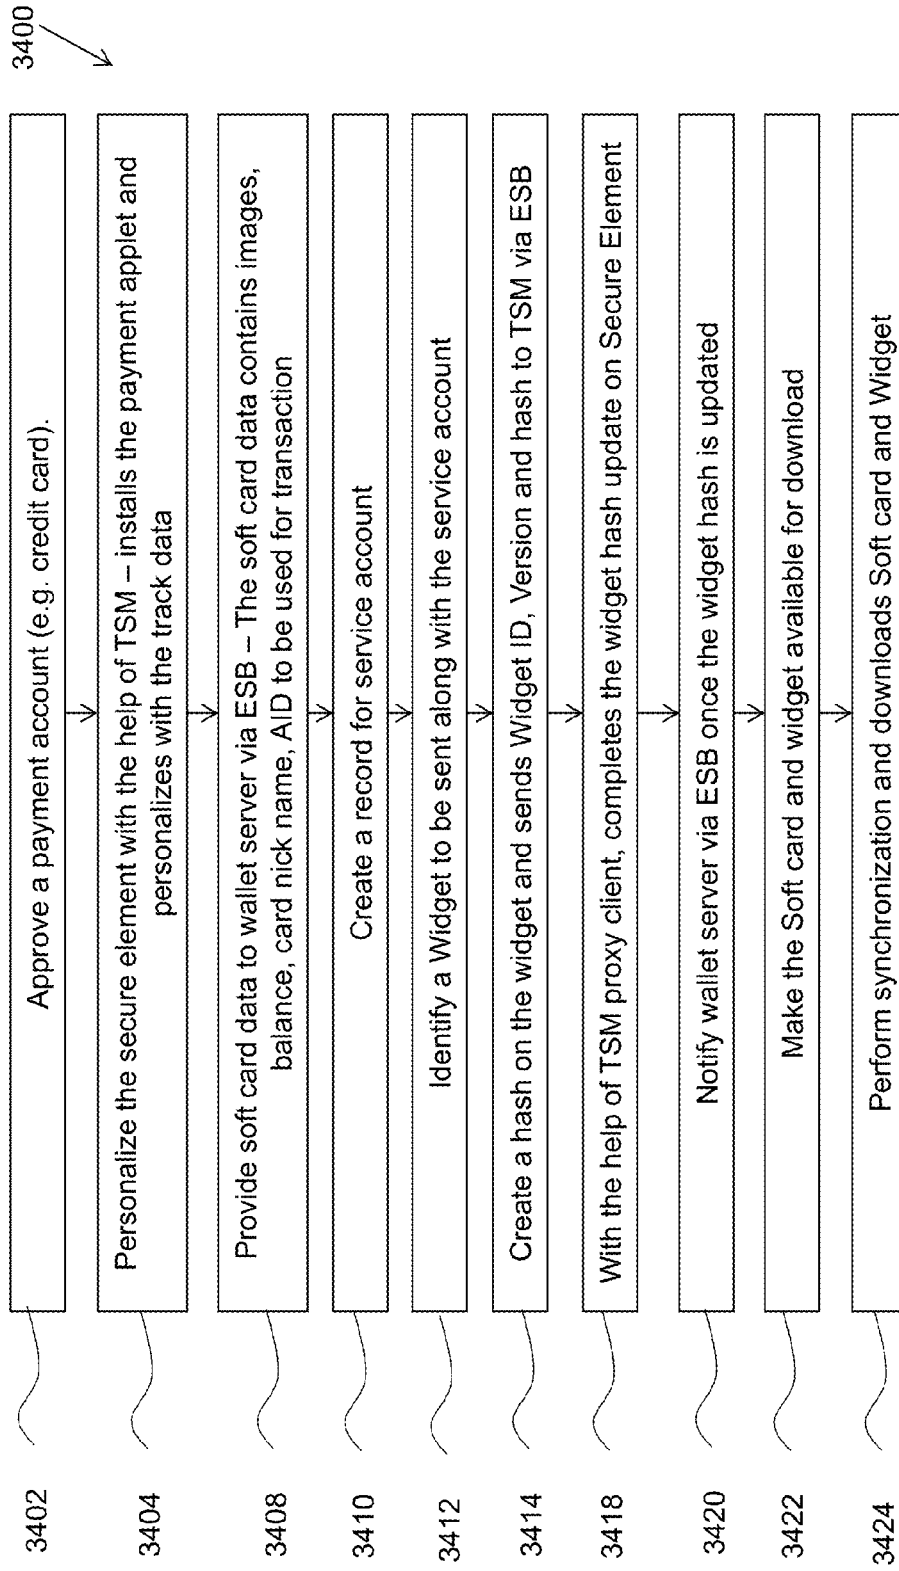 3400
3402
Approve a payment account (e.g. credit card).
3404
Personalize the secure element with the help of TSM – installs the payment applet and
personalizes with the track data
3408
Provide soft card data to wallet server via ESB – The soft card data contains images,
balance, card nick name, AID to be used for transaction
3410
Create a record for service account
3412
Identify a Widget to be sent along with the service account
3414
Create a hash on the widget and sends Widget ID, Version and hash to TSM via ESB
3418
With the help of TSM proxy client, completes the widget hash update on Secure Element
3420
Notify wallet server via ESB once the widget hash is updated
3422
Make the Soft card and widget available for download
3424
Perform synchronization and downloads Soft card and Widget